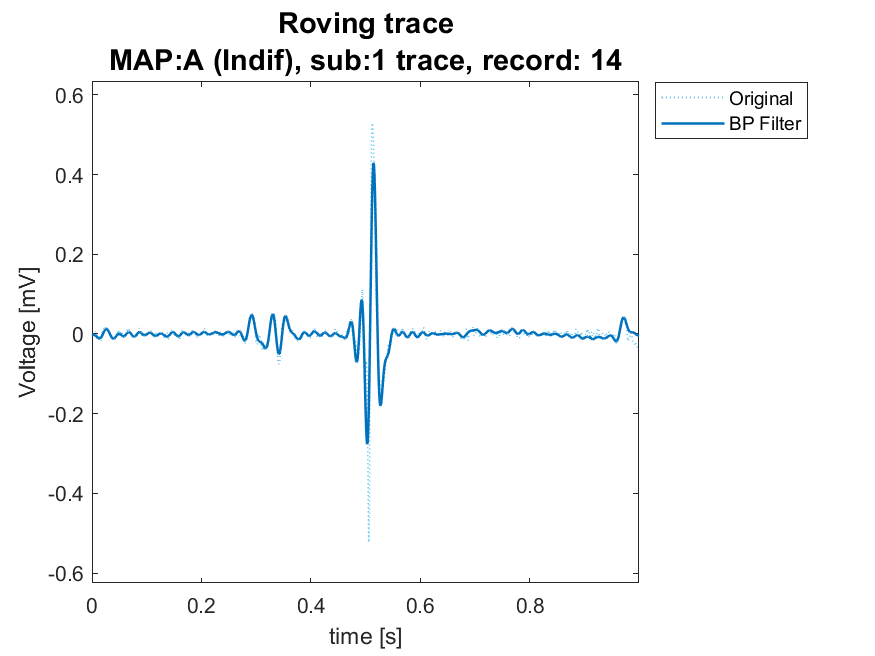 Roving trace
MAP:A (Indif), sub:1 trace, record: 14
Original
BP Filter
0.6
0.4
0.2
0
-0.2
-0.4
-0.6
Voltage [mV]
0 0.2 0.4 0.6 0.8
time [s]